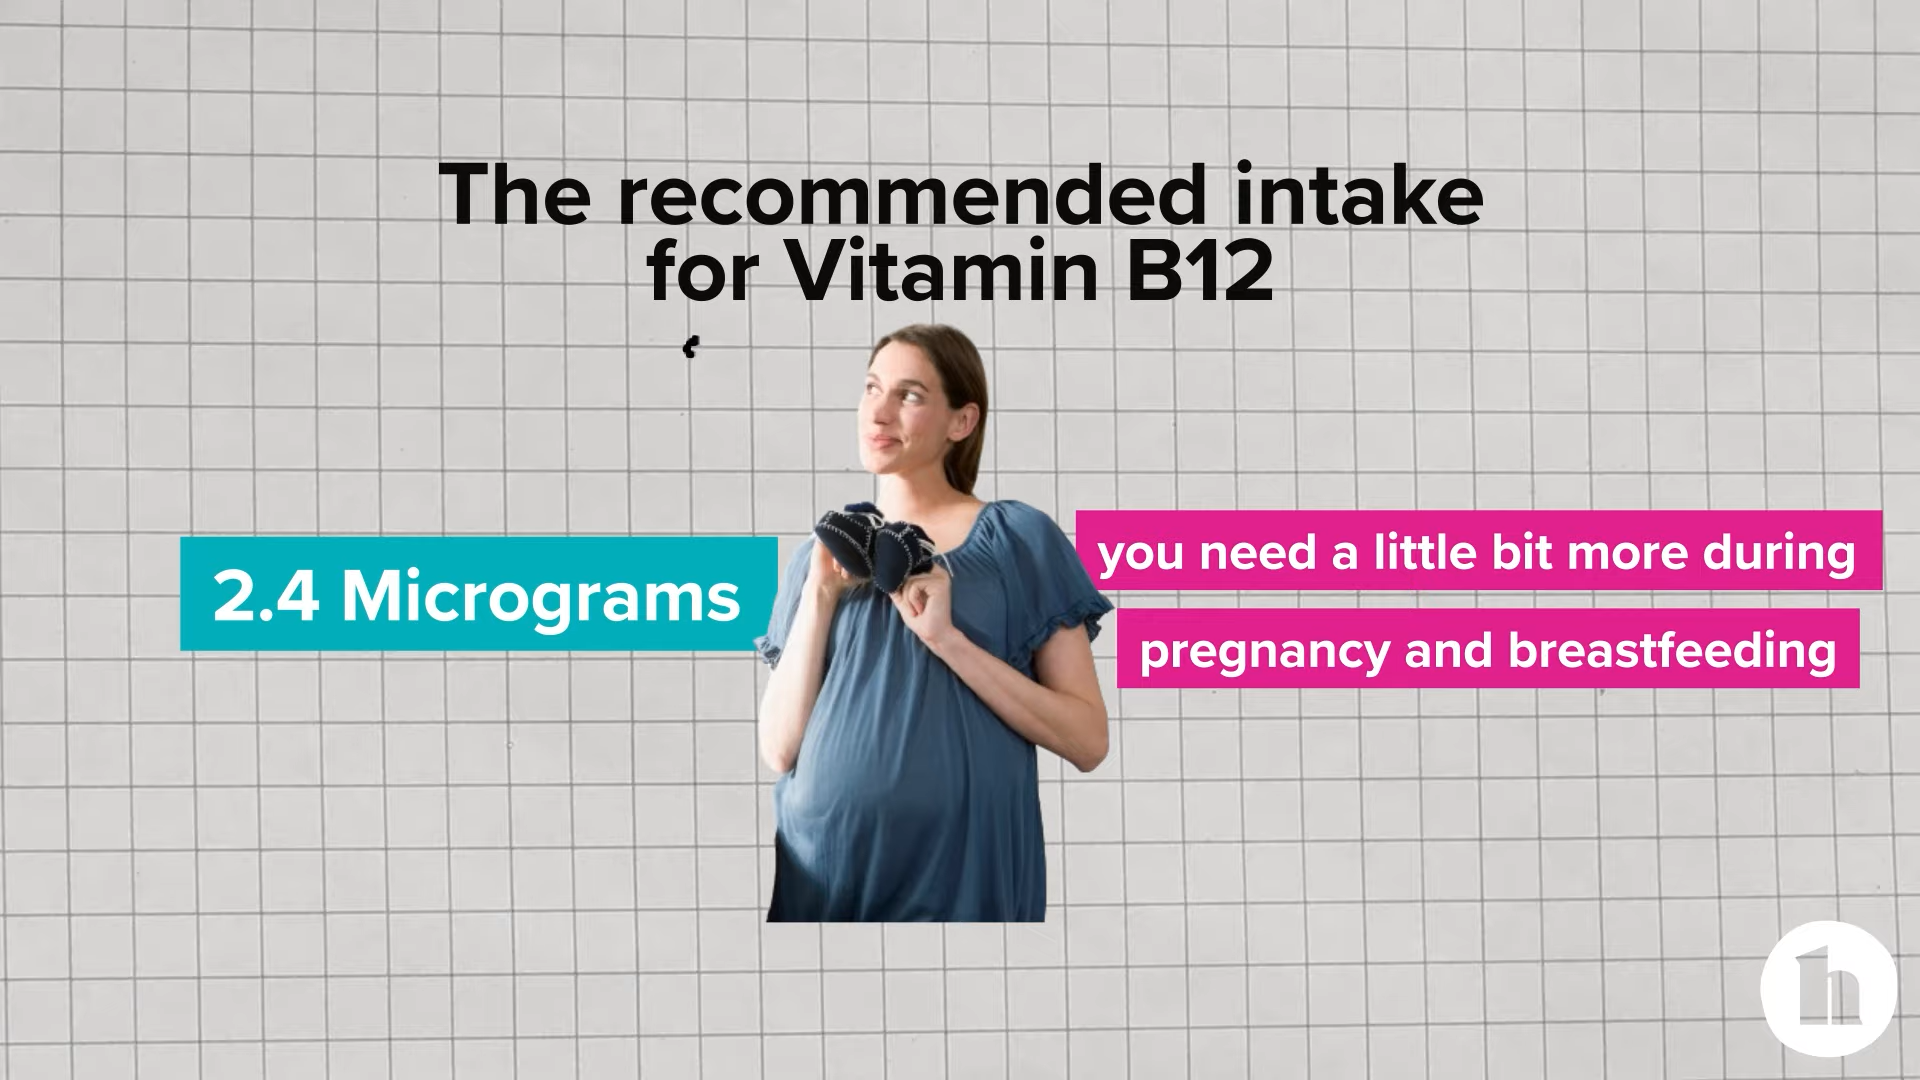 The recommended intake
for Vitamin B12
2.4 Micrograms
you need a little bit more during
pregnancy and breastfeeding
h